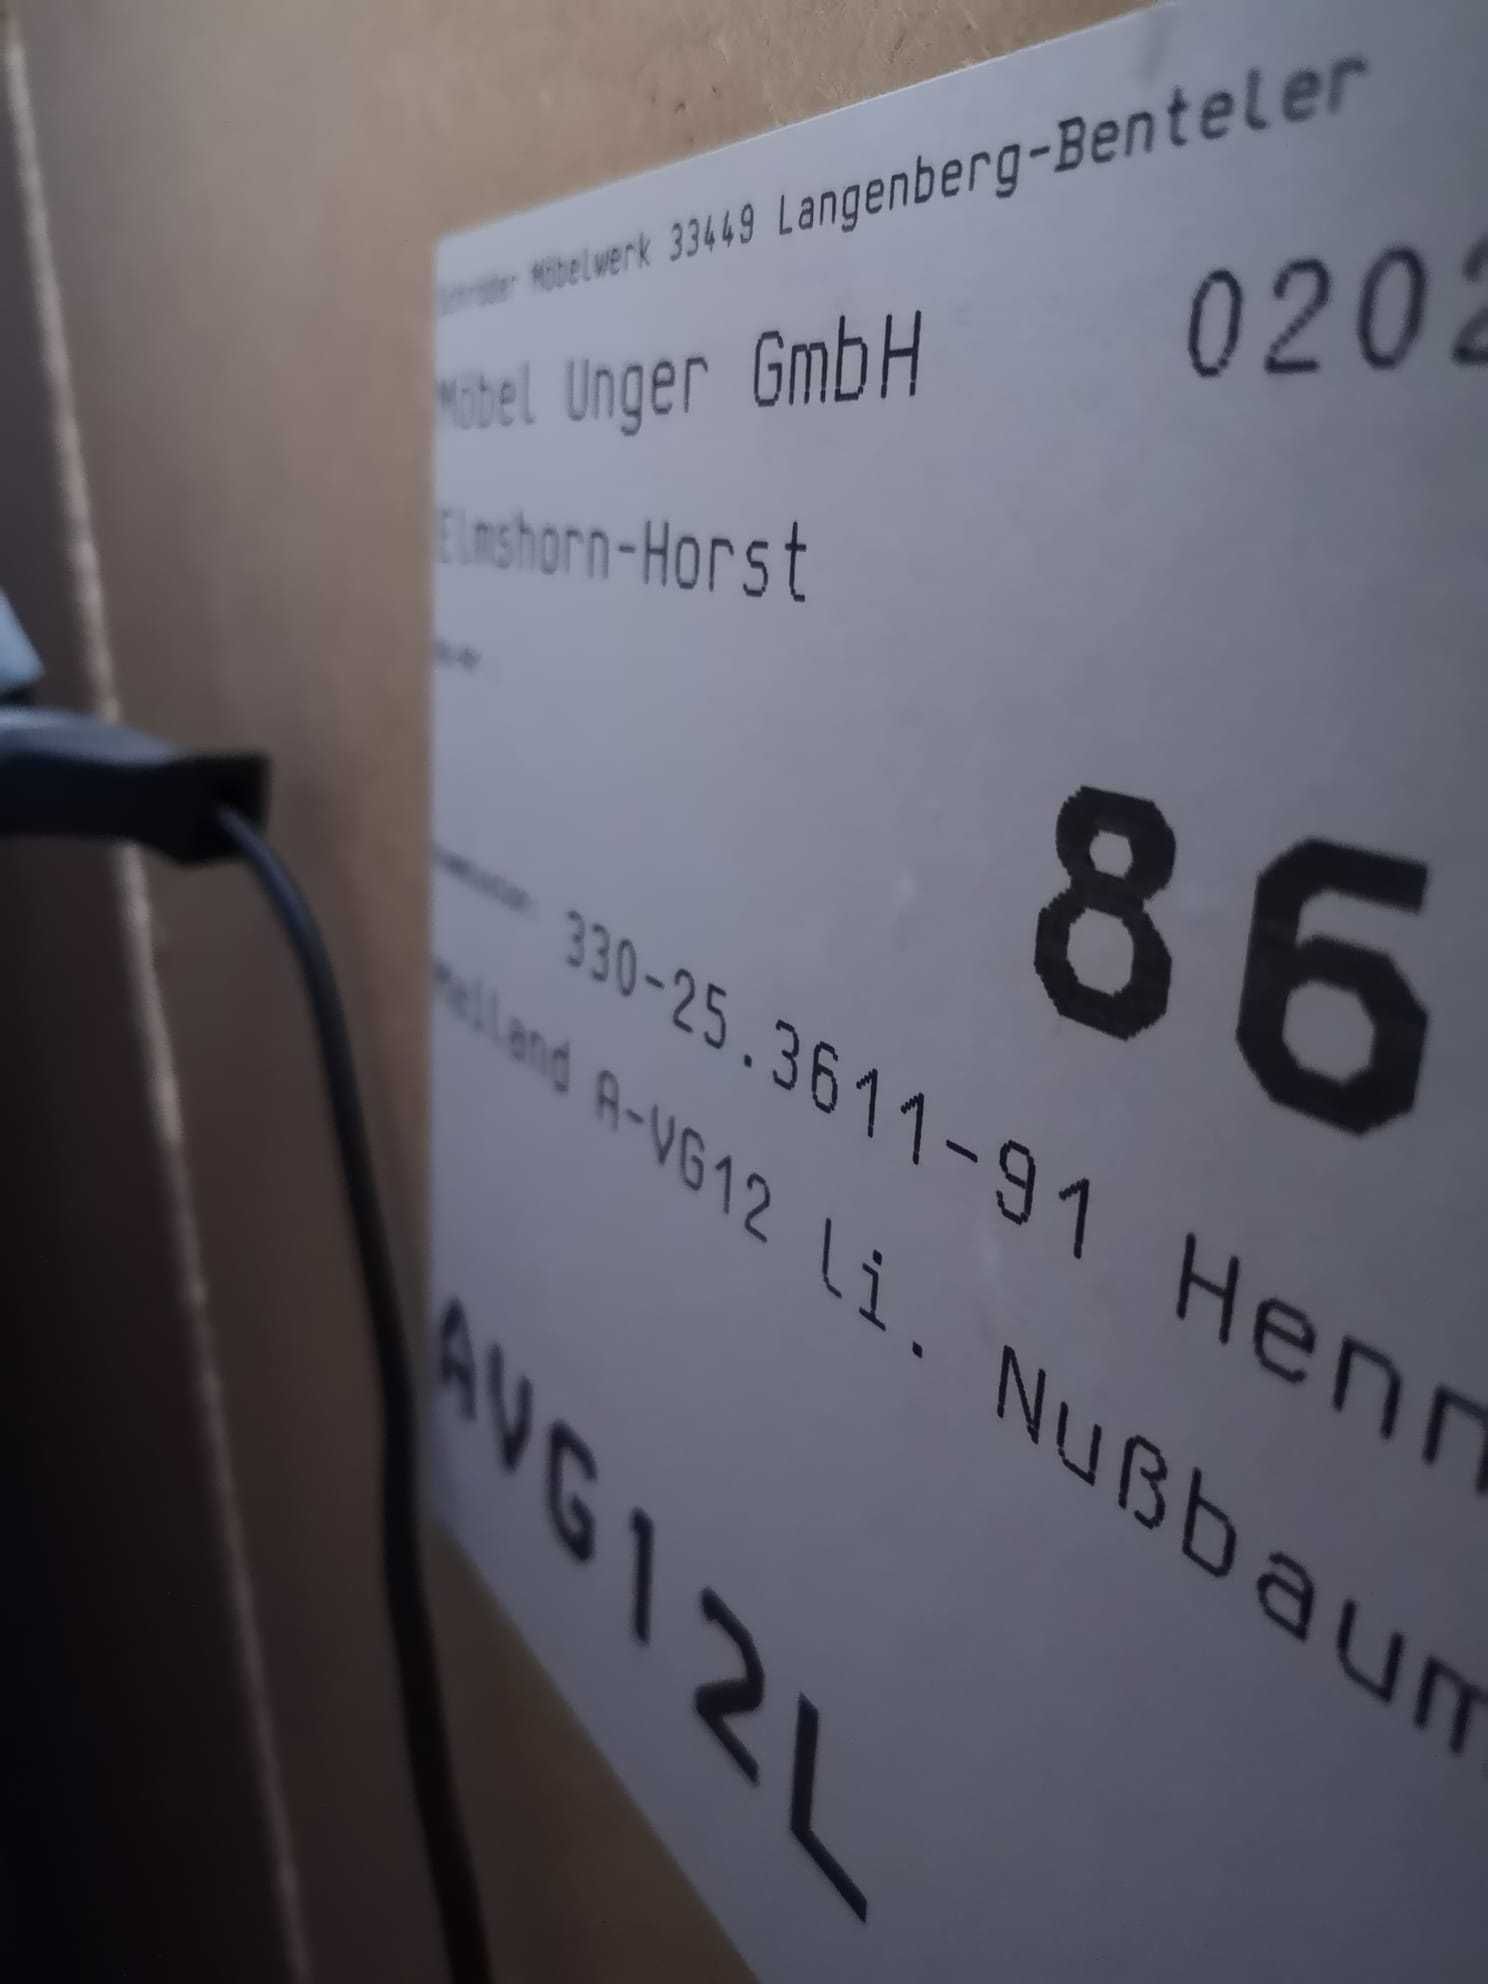 Schröder Möbelwerk 33449 Langenberg-Benteler
Möbel Unger GmbH 0202
Elmshorn-Horst
86
330-25.3611-91 Henn
A-VG12 li. Nußbaum
AVG12L